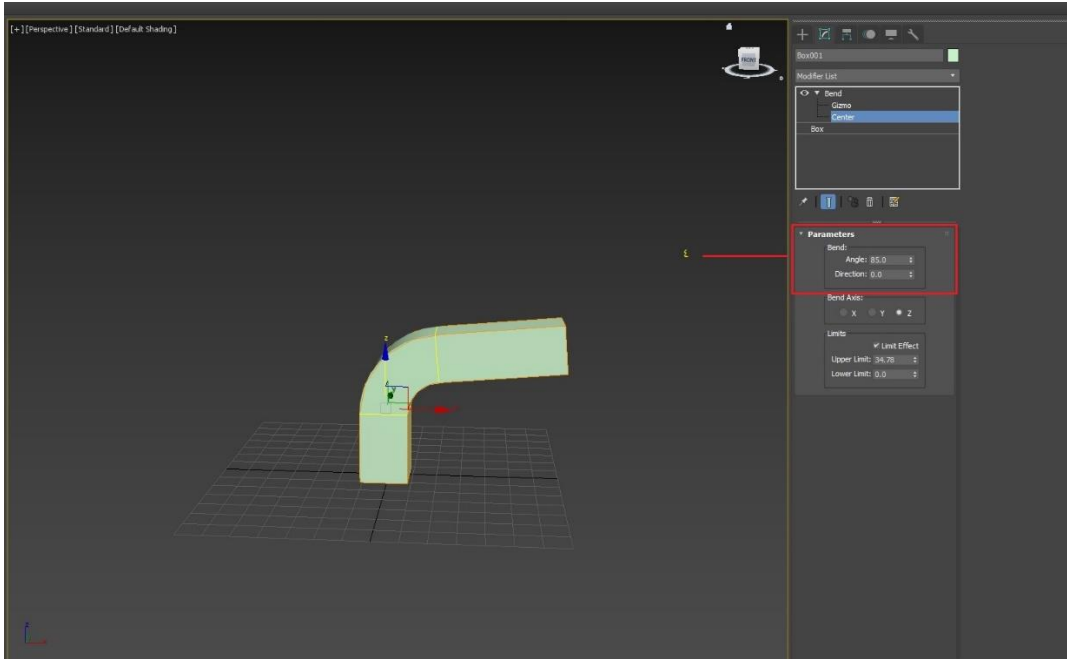 [+] [Perspective] [Standard] [Default Shading]
FRONT
Box001
Modifier List
Bend
Gizmo
Center
Box
Parameters
Bend:
Angle: 85.0
Direction: 0.0
Bend Axis:
X Y Z
Limits
Limit Effect
Upper Limit: 34.78
Lower Limit: 0.0
z
y
z